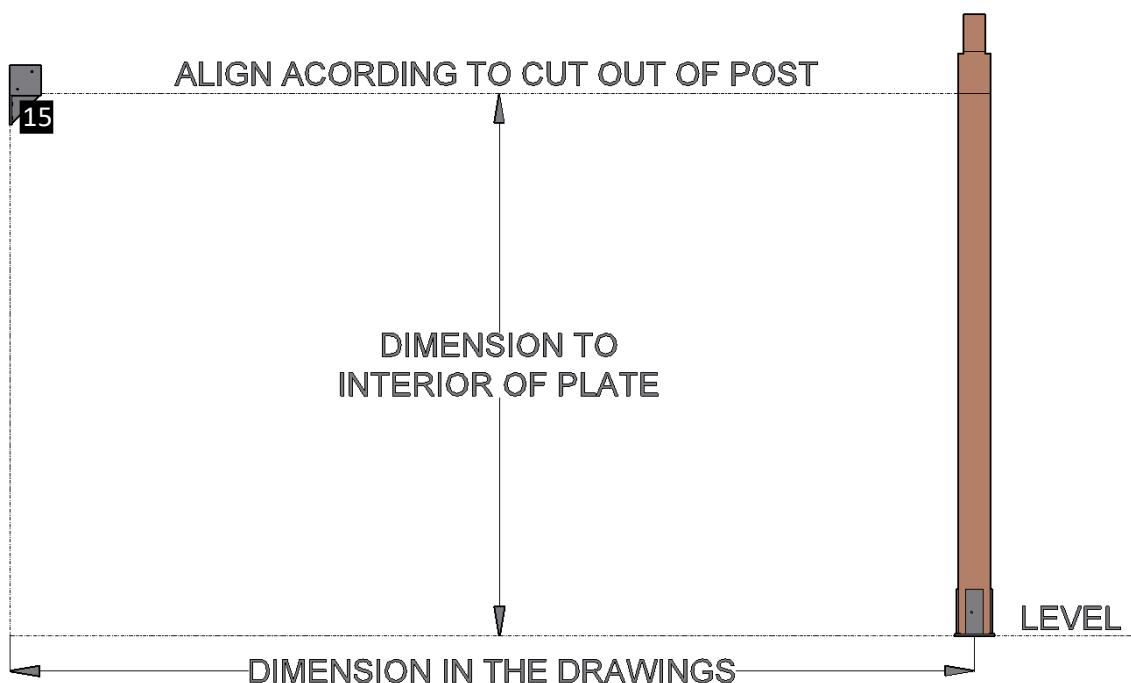 ALIGN ACORDING TO CUT OUT OF POST
15
DIMENSION TO
INTERIOR OF PLATE
LEVEL
DIMENSION IN THE DRAWINGS